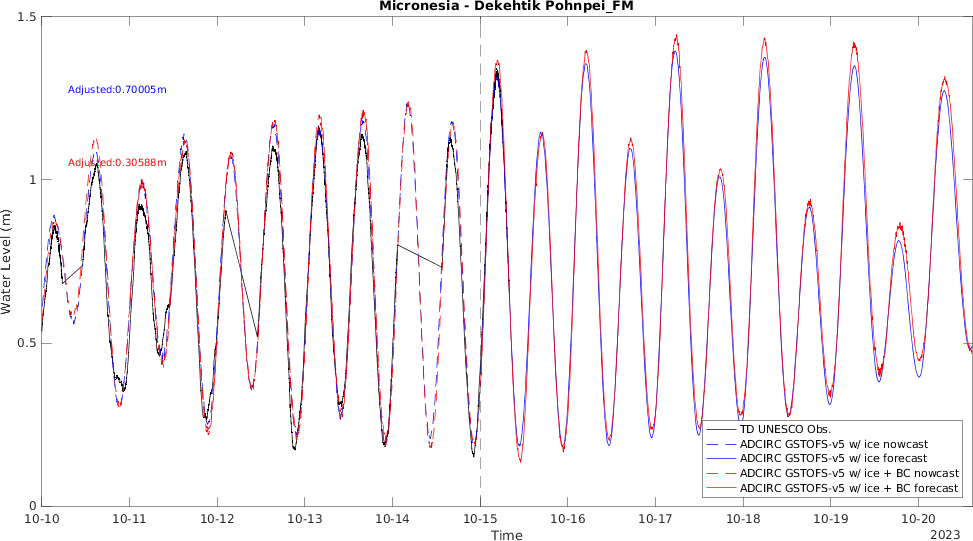 Micronesia - Dekehtik Pohnpei_FM
1.5
Adjusted:0.70005m
Adjusted:0.30588m
1
Water Level (m)
0.5
TD UNESCO Obs.
ADCIRC GSTOFS-v5 w/ ice nowcast
ADCIRC GSTOFS-v5 w/ ice forecast
ADCIRC GSTOFS-v5 w/ ice + BC nowcast
ADCIRC GSTOFS-v5 w/ ice + BC forecast
0
10-10 10-11 10-12 10-13 10-14 10-15 10-16 10-17 10-18 10-19 10-20
Time
2023